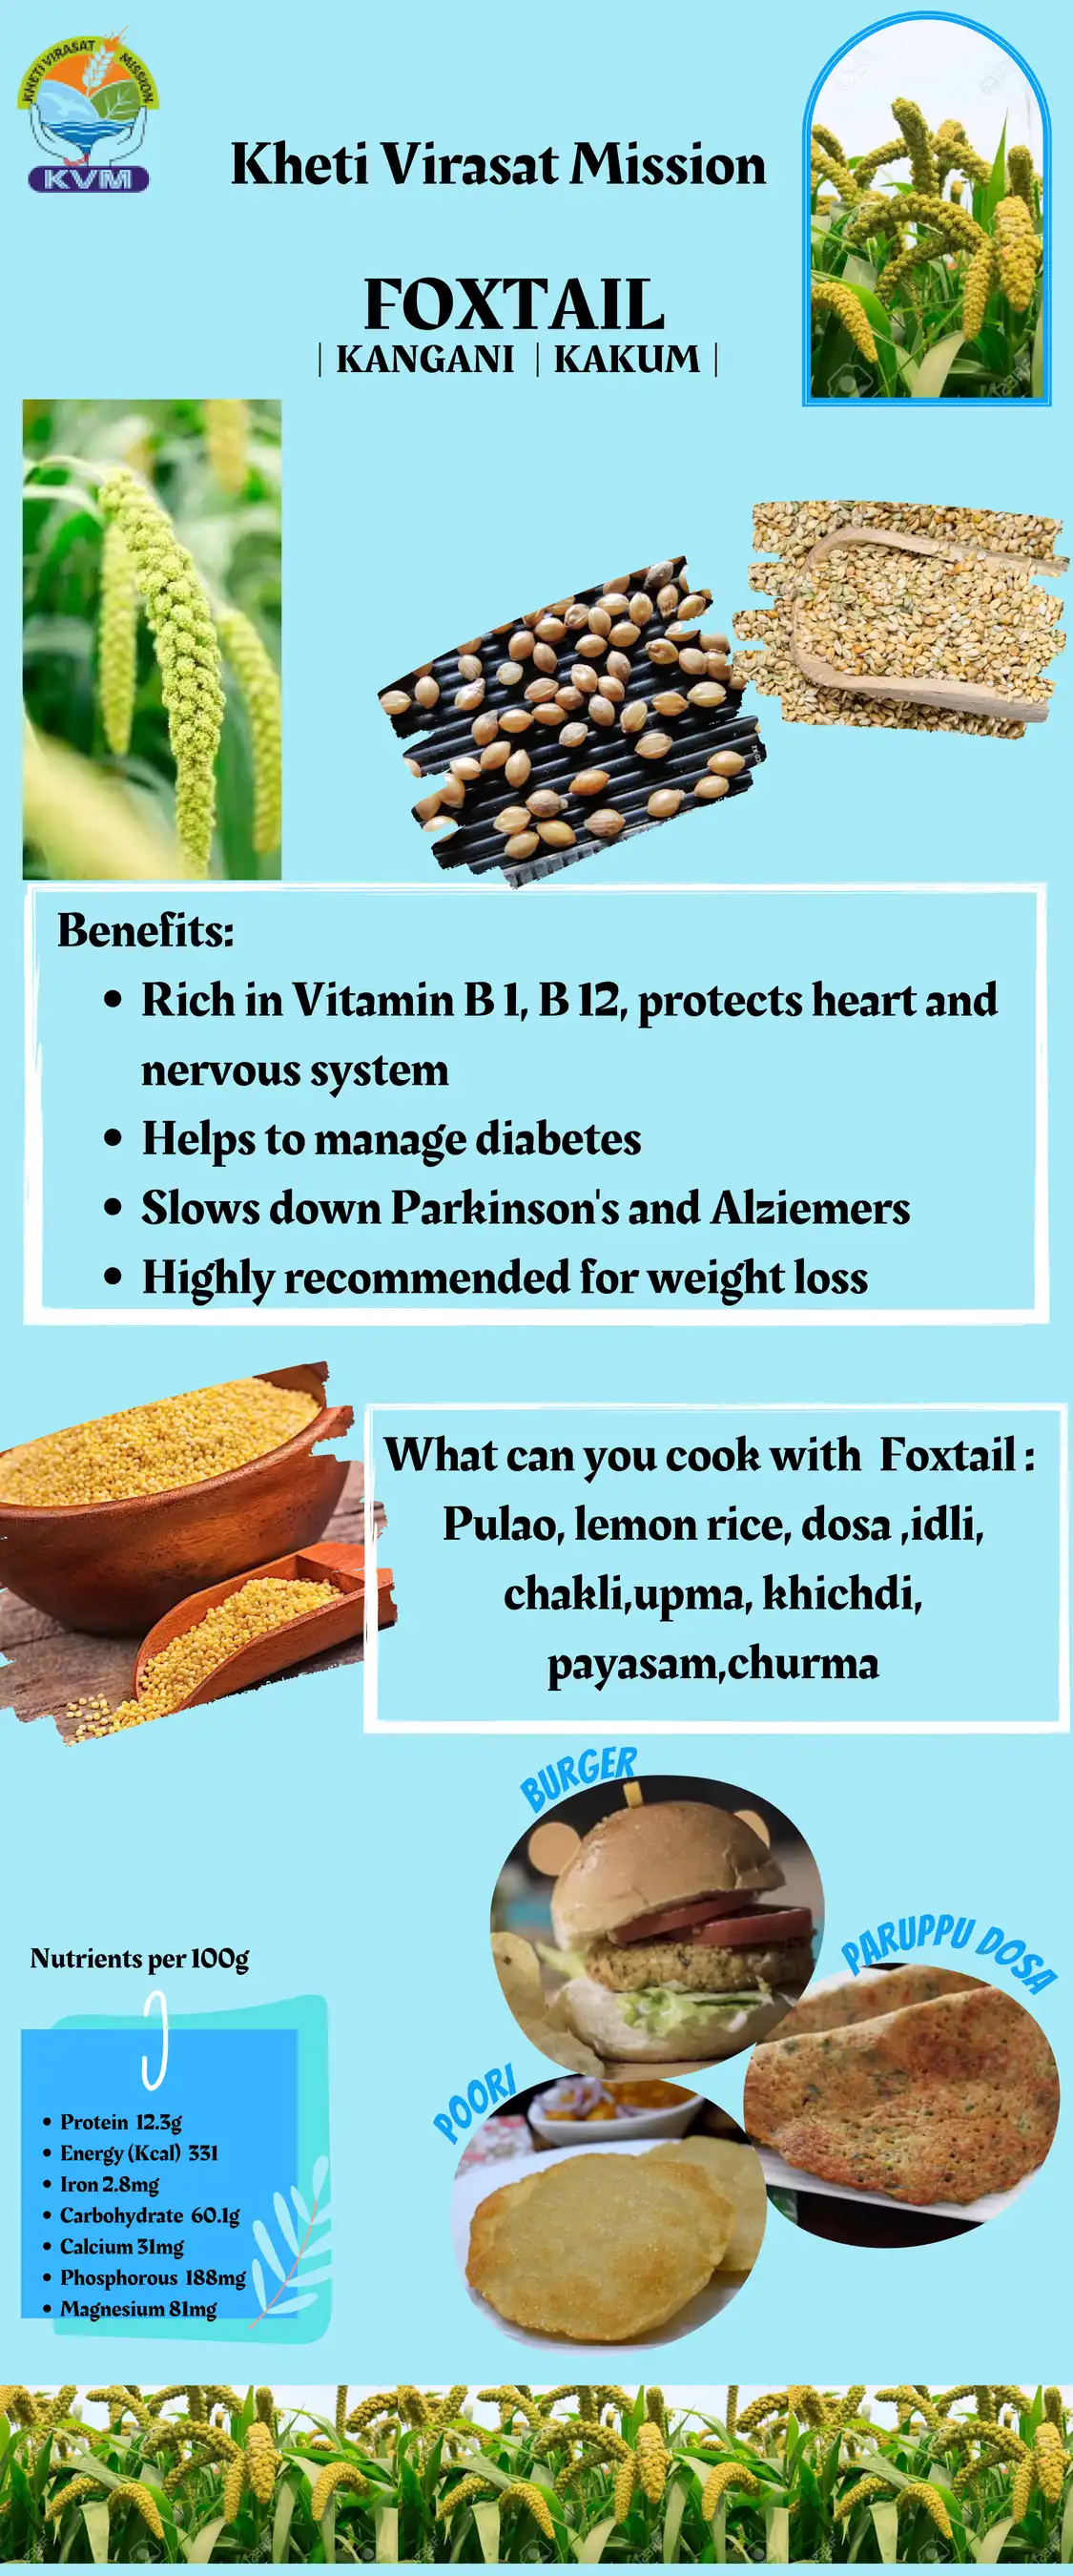 KHETI VIRASAT MISSION
KVM
Kheti Virasat Mission
FOXTAIL
| KANGANI | KAKUM |
Benefits:
• Rich in Vitamin B 1, B 12, protects heart and
nervous system
• Helps to manage diabetes
• Slows down Parkinson's and Alziemers
• Highly recommended for weight loss
What can you cook with Foxtail :
Pulao, lemon rice, dosa ,idli,
chakli,upma, khichdi,
payasam,churma
BURGER
PARUPPU DOSA
POORI
Nutrients per 100g
• Protein 12.3g
• Energy (Kcal) 331
• Iron 2.8mg
• Carbohydrate 60.1g
• Calcium 31mg
• Phosphorous 188mg
• Magnesium 81mg